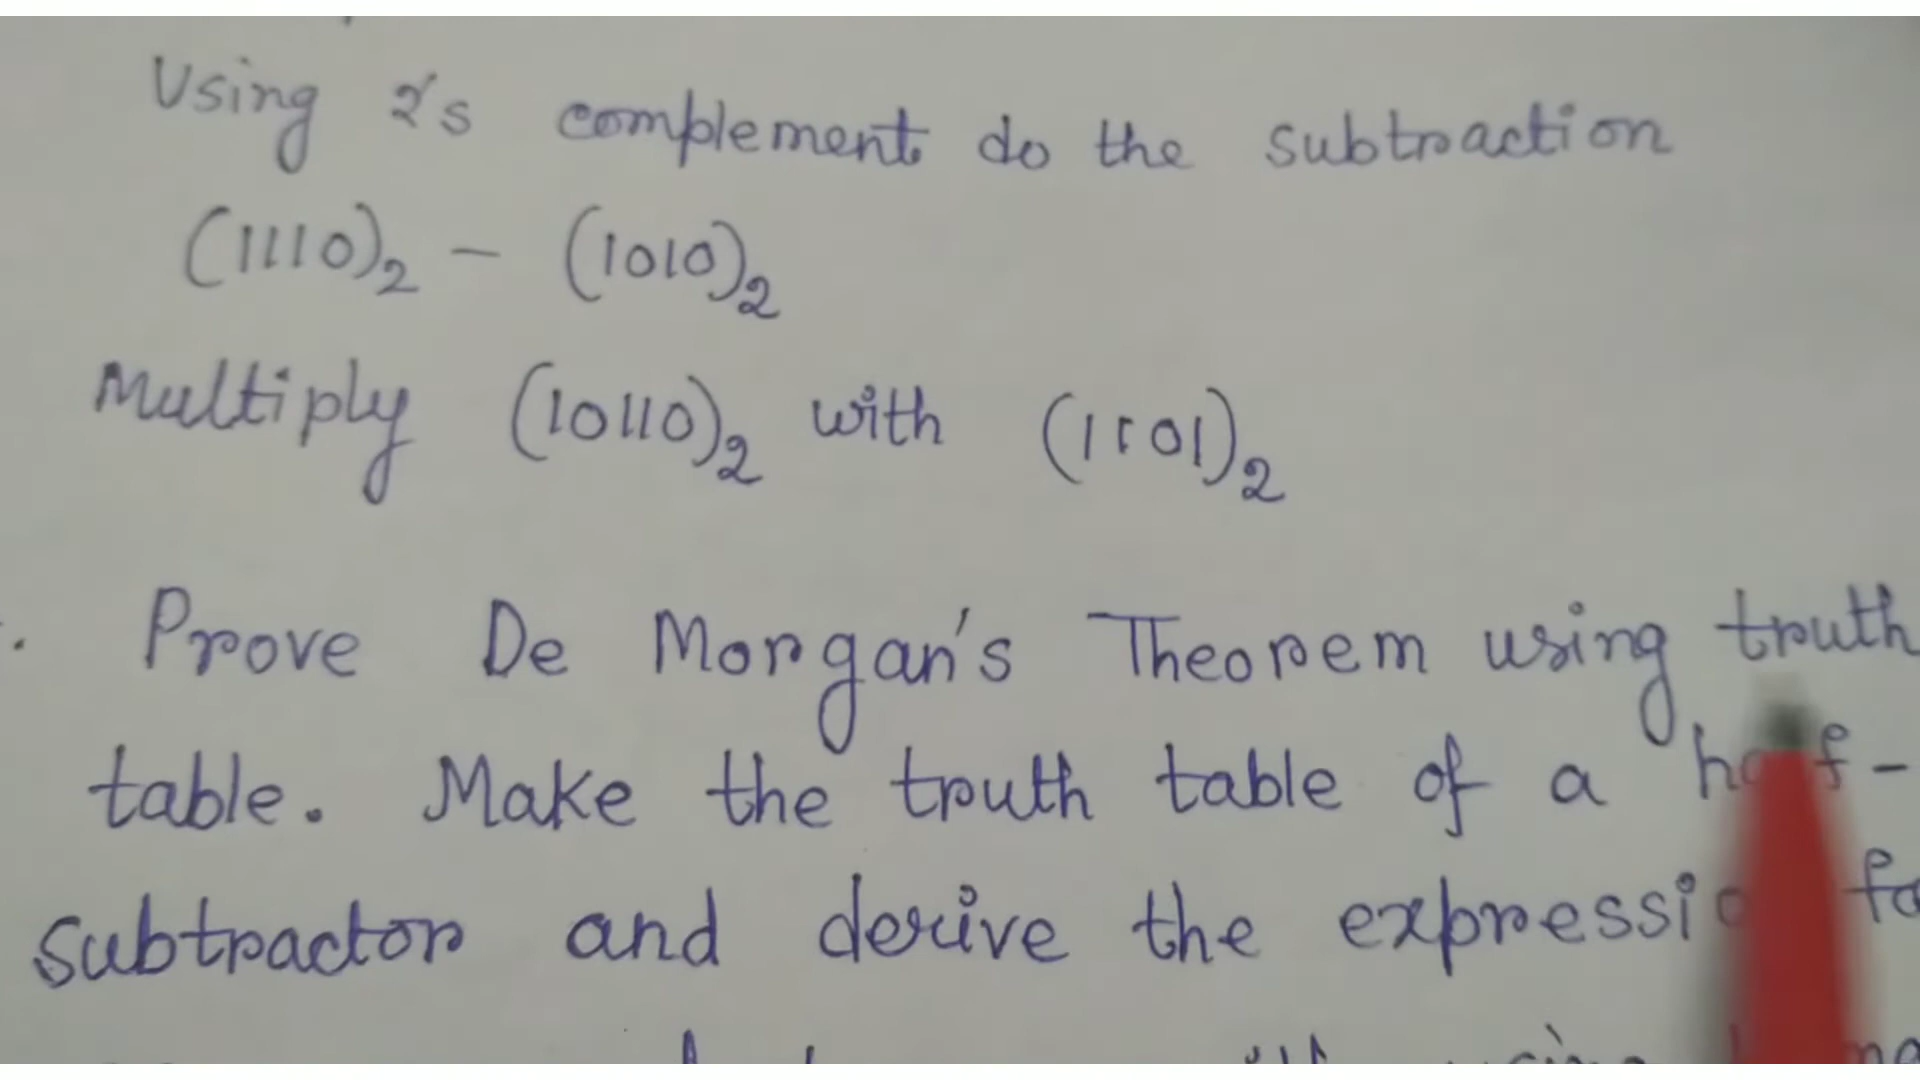 Using 2's complement do the subtraction
(1110)₂ - (1010)₂
Multiply (10110)₂ with (1101)₂
Prove De Morgan's Theorem using truth
table. Make the truth table of a half-
subtractor and derive the